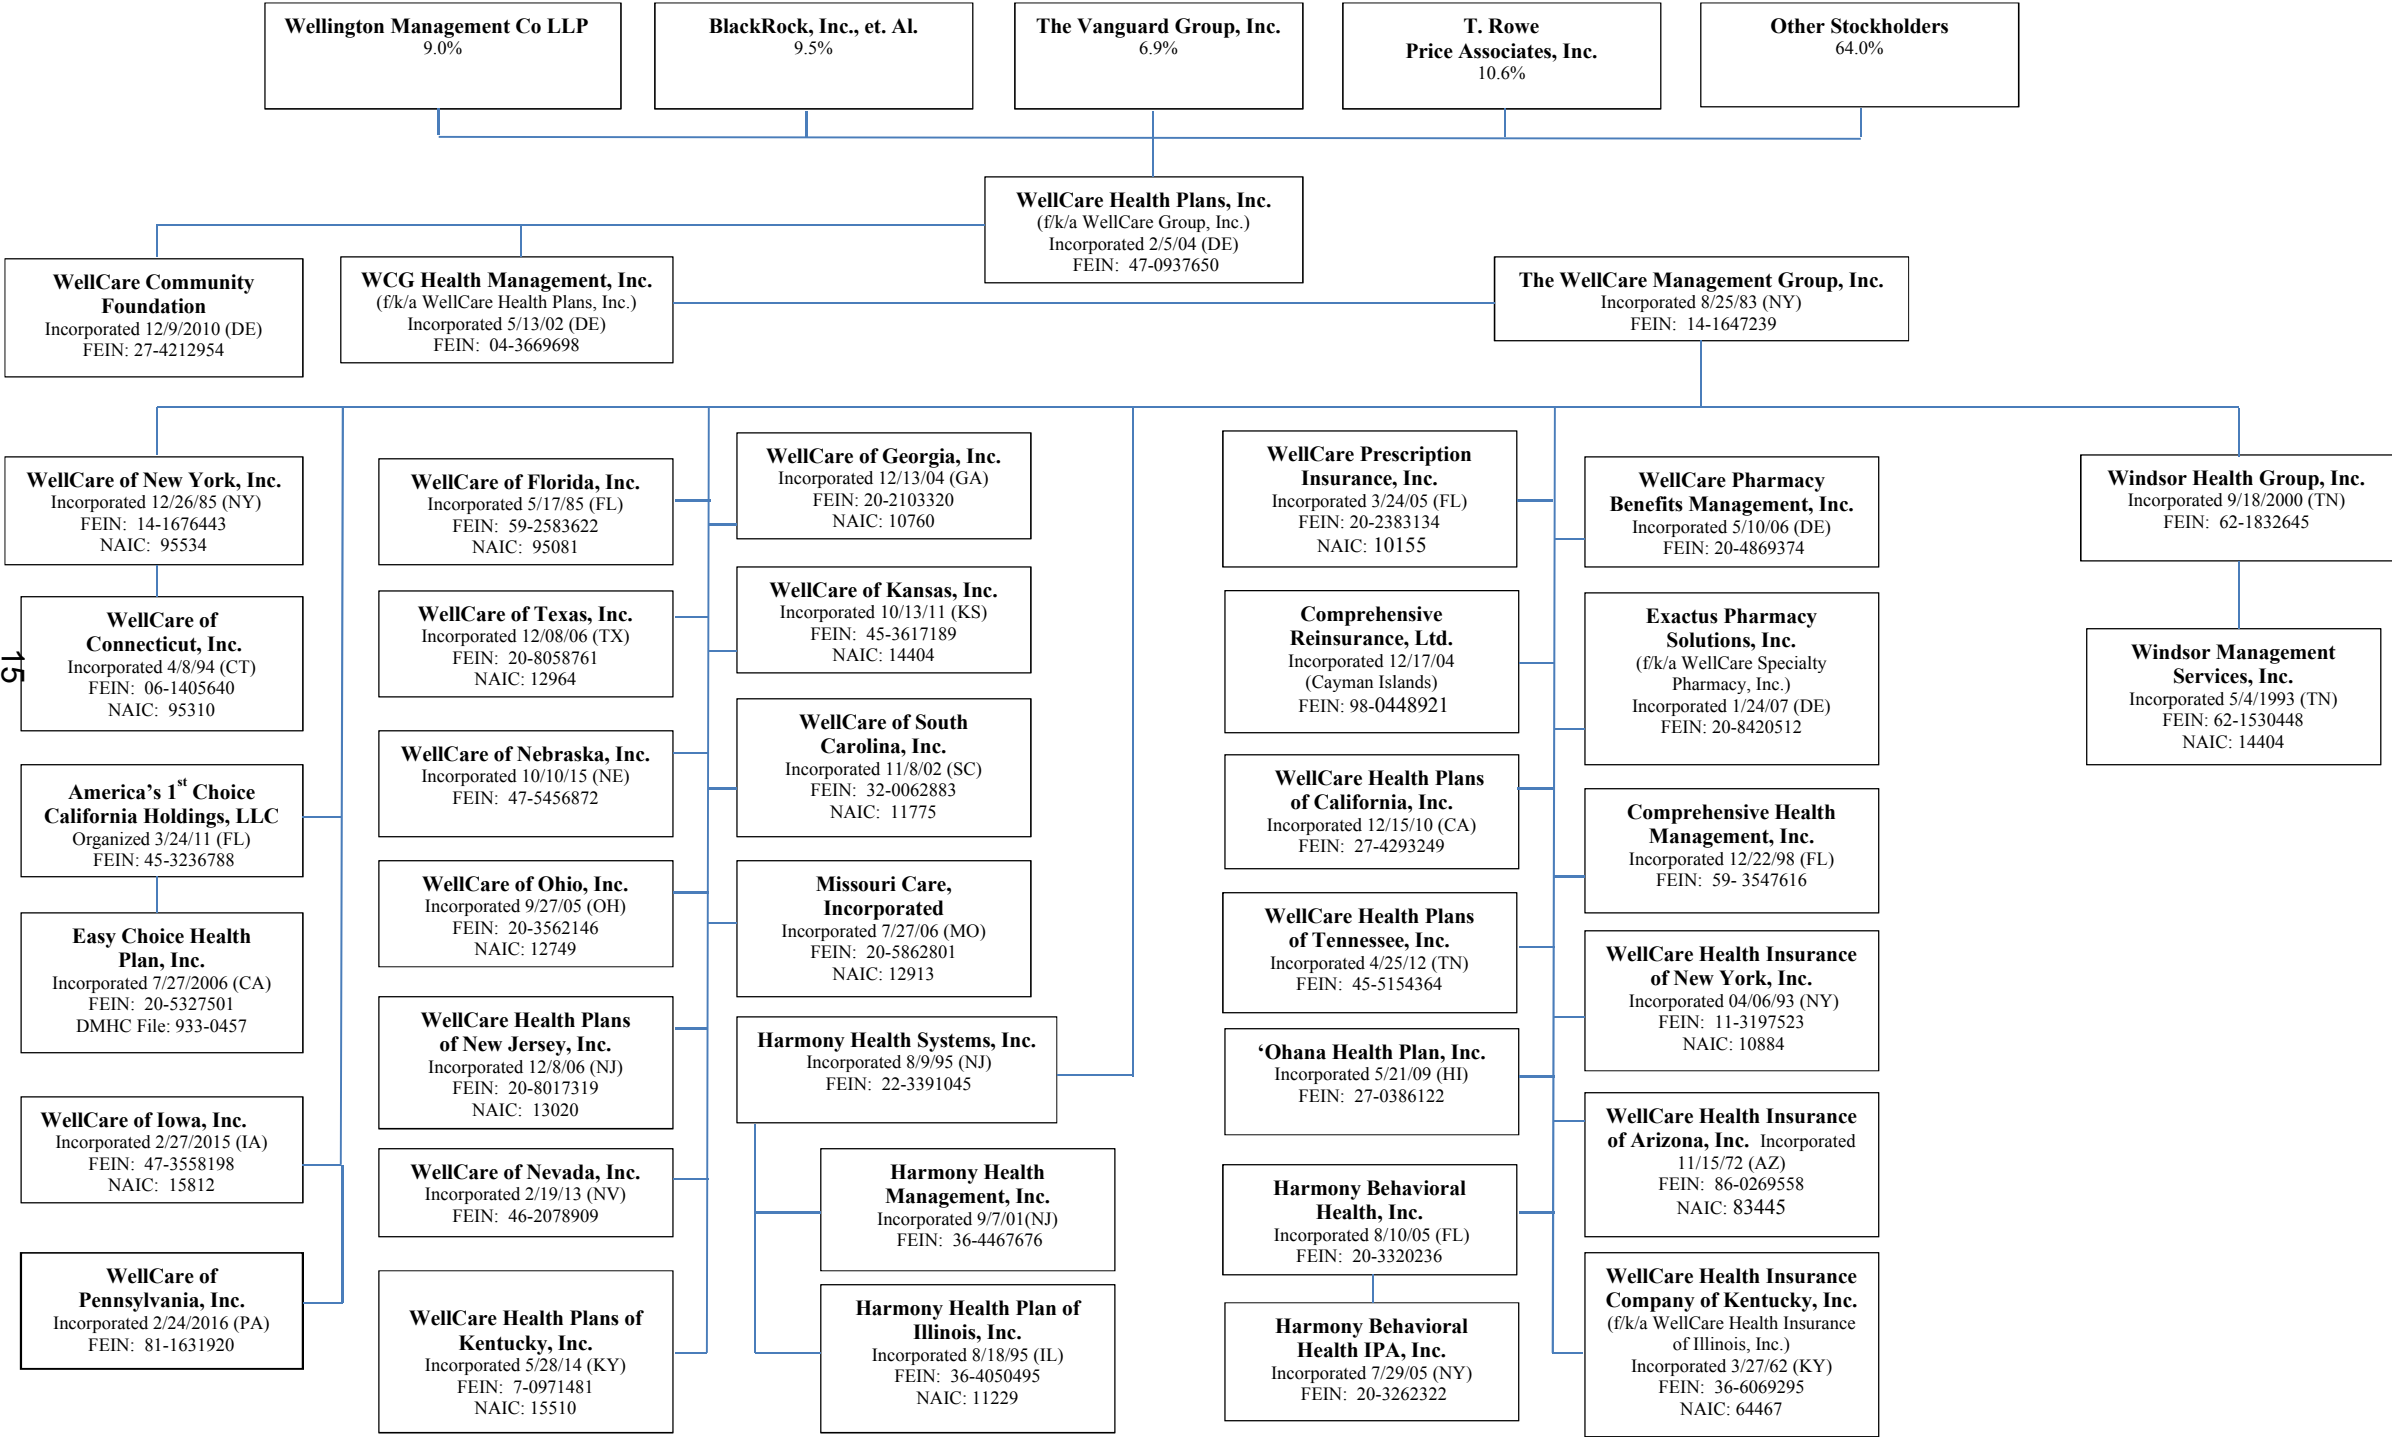 Wellington Management Co LLP
9.0%
BlackRock, Inc., et. Al.
9.5%
The Vanguard Group, Inc.
6.9%
T. Rowe
Price Associates, Inc.
10.6%
Other Stockholders
64.0%
WellCare Health Plans, Inc.
(f/k/a WellCare Group, Inc.)
Incorporated 2/5/04 (DE)
FEIN: 47-0937650
WellCare Community
Foundation
Incorporated 12/9/2010 (DE)
FEIN: 27-4212954
WCG Health Management, Inc.
(f/k/a WellCare Health Plans, Inc.)
Incorporated 5/13/02 (DE)
FEIN: 04-3669698
The WellCare Management Group, Inc.
Incorporated 8/25/83 (NY)
FEIN: 14-1647239
WellCare of New York, Inc.
Incorporated 12/26/85 (NY)
FEIN: 14-1676443
NAIC: 95534
WellCare of
Connecticut, Inc.
Incorporated 4/8/94 (CT)
FEIN: 06-1405640
NAIC: 95310
15
America's 1st Choice
California Holdings, LLC
Organized 3/24/11 (FL)
FEIN: 45-3236788
Easy Choice Health
Plan, Inc.
Incorporated 7/27/2006 (CA)
FEIN: 20-5327501
DMHC File: 933-0457
WellCare of Iowa, Inc.
Incorporated 2/27/2015 (IA)
FEIN: 47-3558198
NAIC: 15812
WellCare of
Pennsylvania, Inc.
Incorporated 2/24/2016 (PA)
FEIN: 81-1631920
WellCare of Florida, Inc.
Incorporated 5/17/85 (FL)
FEIN: 59-2583622
NAIC: 95081
WellCare of Texas, Inc.
Incorporated 12/08/06 (TX)
FEIN: 20-8058761
NAIC: 12964
WellCare of Nebraska, Inc.
Incorporated 10/10/15 (NE)
FEIN: 47-5456872
WellCare of Ohio, Inc.
Incorporated 9/27/05 (OH)
FEIN: 20-3562146
NAIC: 12749
WellCare Health Plans
of New Jersey, Inc.
Incorporated 12/8/06 (NJ)
FEIN: 20-8017319
NAIC: 13020
WellCare of Nevada, Inc.
Incorporated 2/19/13 (NV)
FEIN: 46-2078909
WellCare Health Plans of
Kentucky, Inc.
Incorporated 5/28/14 (KY)
FEIN: 7-0971481
NAIC: 15510
WellCare of Georgia, Inc.
Incorporated 12/13/04 (GA)
FEIN: 20-2103320
NAIC: 10760
WellCare of Kansas, Inc.
Incorporated 10/13/11 (KS)
FEIN: 45-3617189
NAIC: 14404
WellCare of South
Carolina, Inc.
Incorporated 11/8/02 (SC)
FEIN: 32-0062883
NAIC: 11775
Missouri Care,
Incorporated
Incorporated 7/27/06 (MO)
FEIN: 20-5862801
NAIC: 12913
Harmony Health Systems, Inc.
Incorporated 8/9/95 (NJ)
FEIN: 22-3391045
Harmony Health
Management, Inc.
Incorporated 9/7/01(NJ)
FEIN: 36-4467676
Harmony Health Plan of
Illinois, Inc.
Incorporated 8/18/95 (IL)
FEIN: 36-4050495
NAIC: 11229
WellCare Prescription
Insurance, Inc.
Incorporated 3/24/05 (FL)
FEIN: 20-2383134
NAIC: 10155
Comprehensive
Reinsurance, Ltd.
Incorporated 12/17/04
(Cayman Islands)
FEIN: 98-0448921
WellCare Health Plans
of California, Inc.
Incorporated 12/15/10 (CA)
FEIN: 27-4293249
WellCare Health Plans
of Tennessee, Inc.
Incorporated 4/25/12 (TN)
FEIN: 45-5154364
‘Ohana Health Plan, Inc.
Incorporated 5/21/09 (HI)
FEIN: 27-0386122
Harmony Behavioral
Health, Inc.
Incorporated 8/10/05 (FL)
FEIN: 20-3320236
Harmony Behavioral
Health IPA, Inc.
Incorporated 7/29/05 (NY)
FEIN: 20-3262322
WellCare Pharmacy
Benefits Management, Inc.
Incorporated 5/10/06 (DE)
FEIN: 20-4869374
Exactus Pharmacy
Solutions, Inc.
(f/k/a WellCare Specialty
Pharmacy, Inc.)
Incorporated 1/24/07 (DE)
FEIN: 20-8420512
Comprehensive Health
Management, Inc.
Incorporated 12/22/98 (FL)
FEIN: 59- 3547616
WellCare Health Insurance
of New York, Inc.
Incorporated 04/06/93 (NY)
FEIN: 11-3197523
NAIC: 10884
WellCare Health Insurance
of Arizona, Inc. Incorporated
11/15/72 (AZ)
FEIN: 86-0269558
NAIC: 83445
WellCare Health Insurance
Company of Kentucky, Inc.
(f/k/a WellCare Health Insurance
of Illinois, Inc.)
Incorporated 3/27/62 (KY)
FEIN: 36-6069295
NAIC: 64467
Windsor Health Group, Inc.
Incorporated 9/18/2000 (TN)
FEIN: 62-1832645
Windsor Management
Services, Inc.
Incorporated 5/4/1993 (TN)
FEIN: 62-1530448
NAIC: 14404